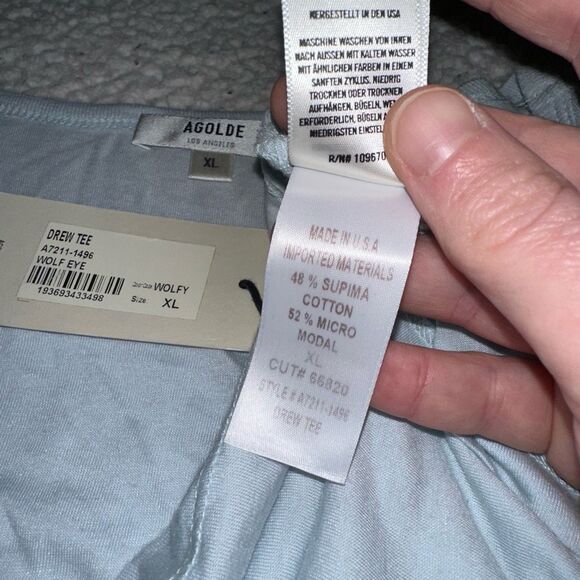 HERGESTELLT IN DEN USA
MASCHINE WASCHEN VON INNEN
NACH AUSSEN MIT KALTEM WASSER
MIT ÄHNLICHEN FARBEN IN EINEM
SANFTEN ZYKLUS. NIEDRIG
TROCKNEN ODER TROCKNEN
AUFHÄNGEN. BÜGELN, WE
ERFORDERLICH, BÜGELN A
NIEDRIGSTEN EINSTEL
R/N# 109670
AGOLDE
LOS ANGELES
XL
DREW TEE
A7211-1496
WOLF EYE
WOLFY
193693433498
Size: XL
MADE IN U.S.A
IMPORTED MATERIALS
48 % SUPIMA
COTTON
52 % MICRO
MODAL
XL
CUT# 66820
STYLE # A7211-1496
DREW TEE